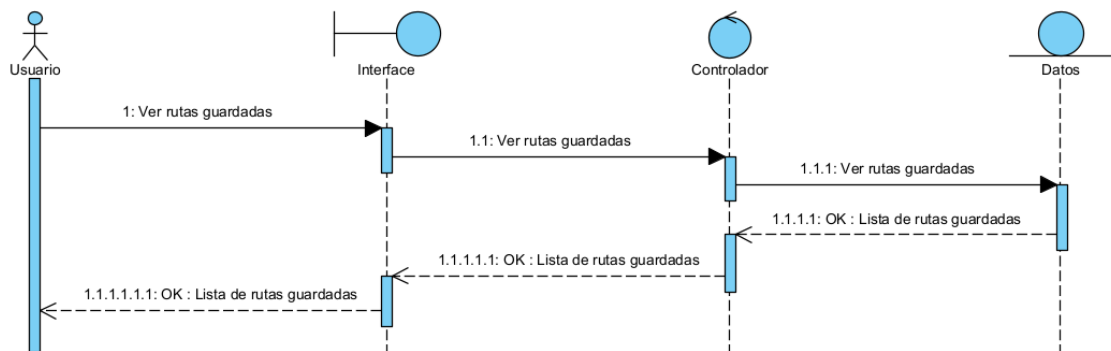 Usuario
Interface
Controlador
Datos
1: Ver rutas guardadas
1.1: Ver rutas guardadas
1.1.1: Ver rutas guardadas
1.1.1.1: OK : Lista de rutas guardadas
1.1.1.1.1: OK : Lista de rutas guardadas
1.1.1.1.1.1: OK : Lista de rutas guardadas